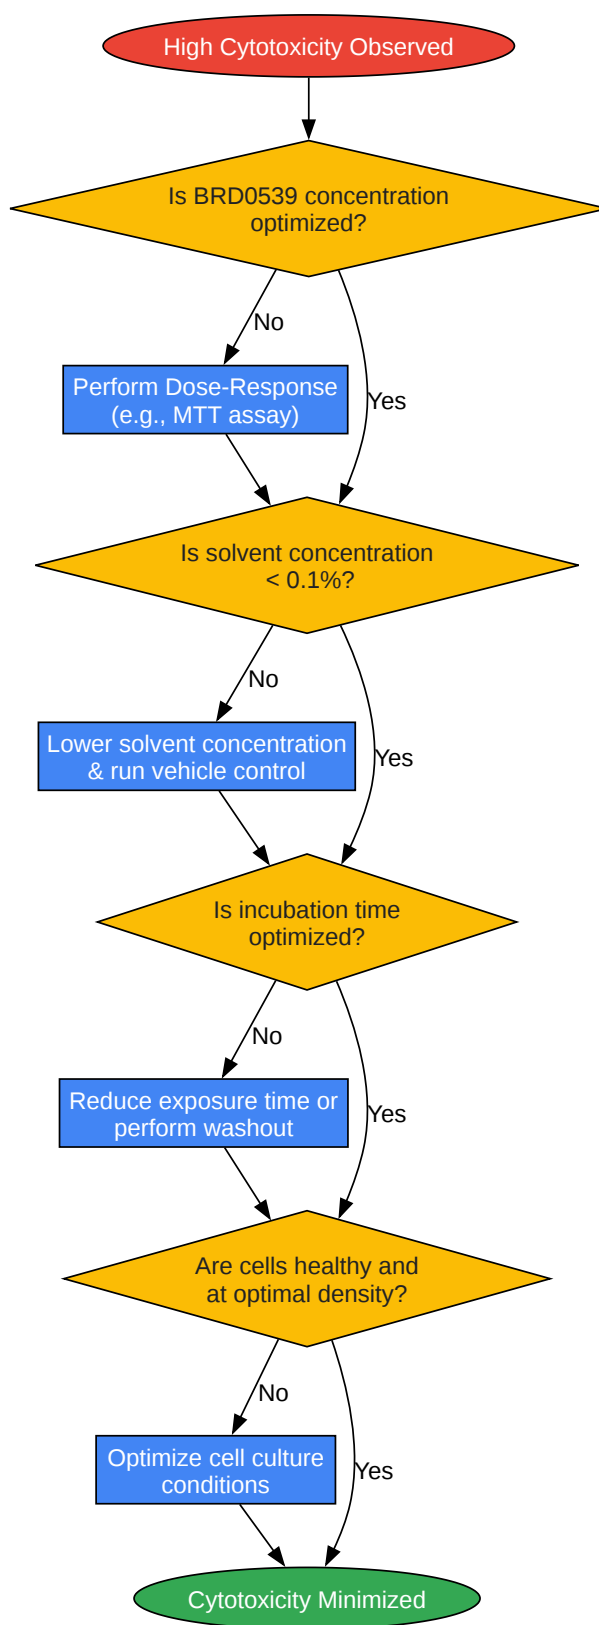 High Cytotoxicity Observed
Is BRD0539 concentration
optimized?
No
Yes
Perform Dose-Response
(e.g., MTT assay)
Is solvent concentration
< 0.1%?
No
Yes
Lower solvent concentration
& run vehicle control
Is incubation time
optimized?
No
Yes
Reduce exposure time or
perform washout
Are cells healthy and
at optimal density?
No
Yes
Optimize cell culture
conditions
Cytotoxicity Minimized